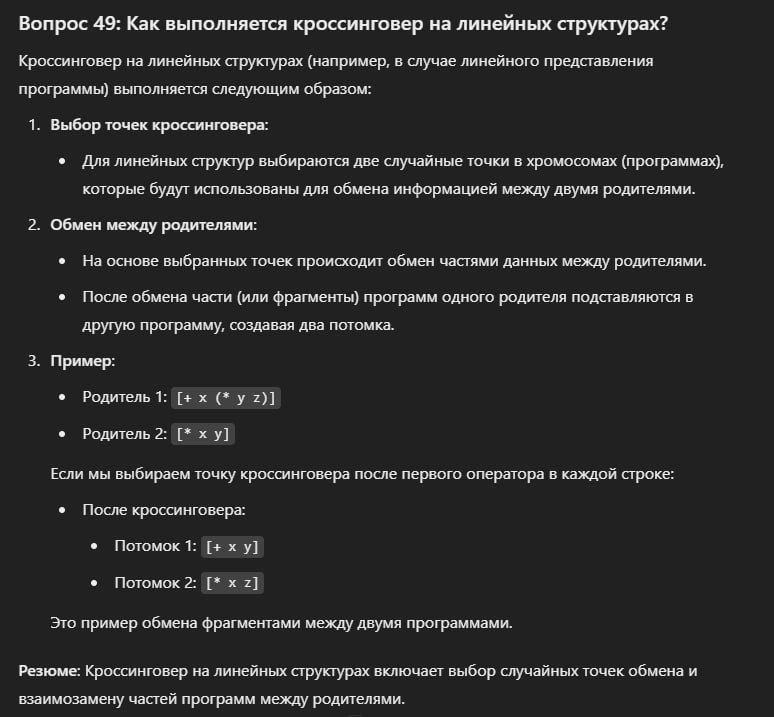 Вопрос 49: Как выполняется кроссинговер на линейных структурах?
Кроссинговер на линейных структурах (например, в случае линейного представления
программы) выполняется следующим образом:
1. Выбор точек кроссинговера:
• Для линейных структур выбираются две случайные точки в хромосомах (программах),
которые будут использованы для обмена информацией между двумя родителями.
2. Обмен между родителями:
• На основе выбранных точек происходит обмен частями данных между родителями.
• После обмена части (или фрагменты) программ одного родителя подставляются в
другую программу, создавая два потомка.
3. Пример:
• Родитель 1: [+ x (* y z)]
• Родитель 2: [* x y]
Если мы выбираем точку кроссинговера после первого оператора в каждой строке:
• После кроссинговера:
• Потомок 1: [+ x y]
• Потомок 2: [* x z]
Это пример обмена фрагментами между двумя программами.
Резюме: Кроссинговер на линейных структурах включает выбор случайных точек обмена и
взаимозамену частей программ между родителями.